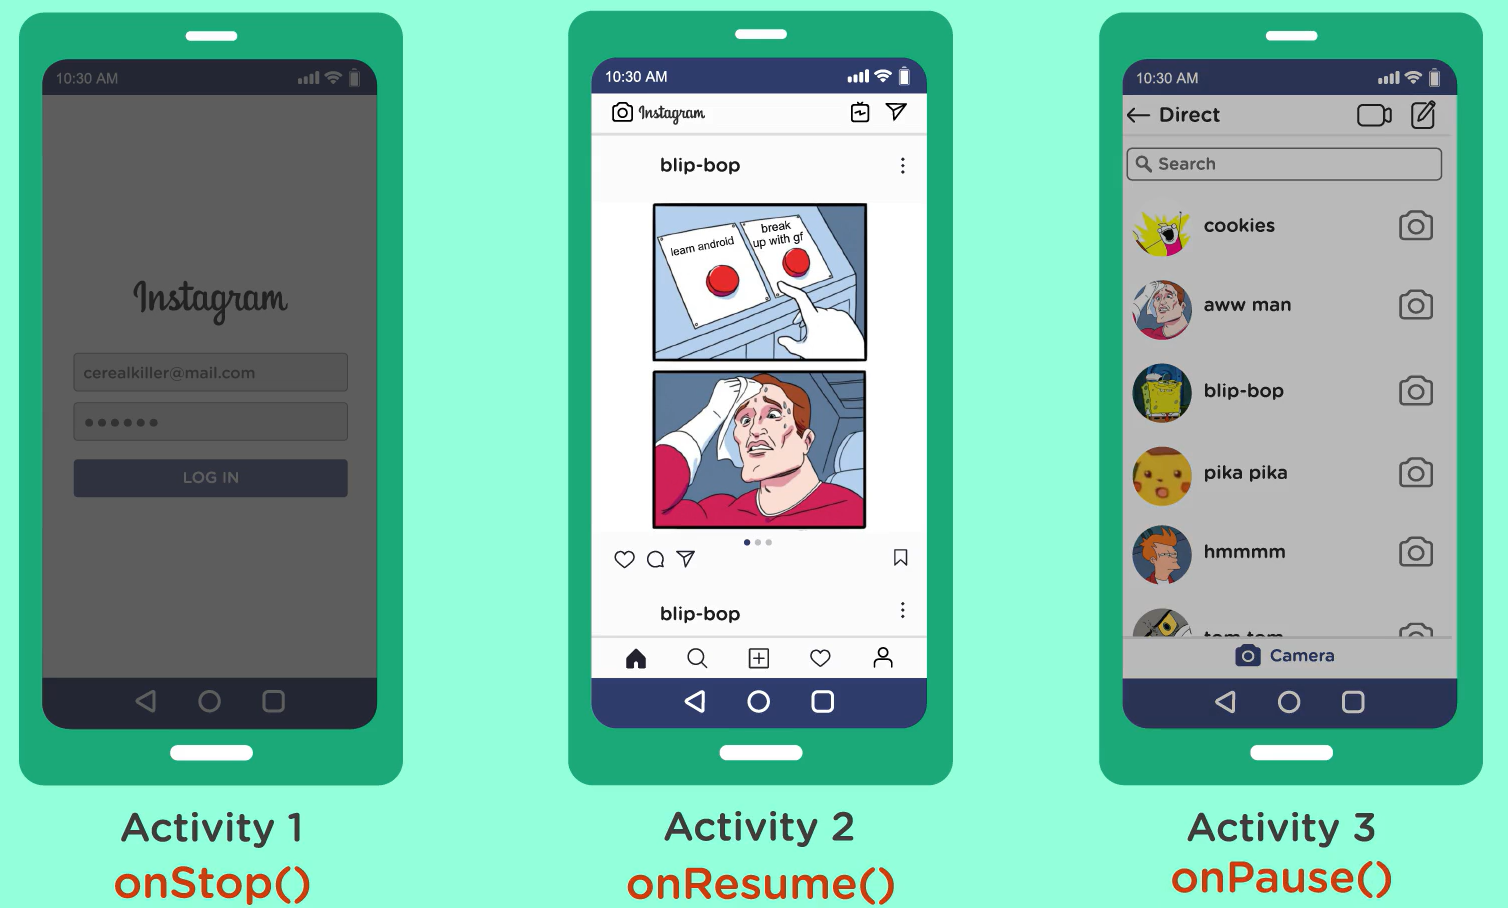 10:30 AM
Instagram
cerealkiller@mail.com
LOG IN
Activity 1
onStop()
10:30 AM
Instagram
blip-bop
learn android
break
up with gf
blip-bop
Activity 2
onResume()
10:30 AM
Direct
Search
cookies
aww man
blip-bop
pika pika
hmmmm
tom tom
Camera
Activity 3
onPause()